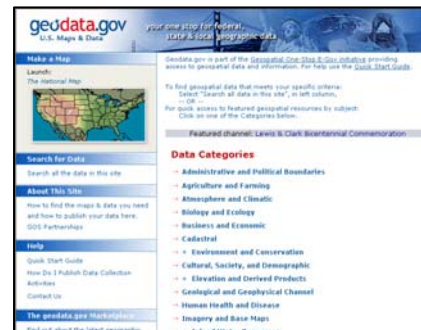 geodata.gov
U.S. Maps & Data
your one stop for federal,
state & local geographic data
Make a Map
Launch:
The National Map
Search for Data
Search all the data in this site
About This Site
How to find the maps & data you need
and how to publish your data here.
GOS Partnerships
Help
Quick Start Guide
How Do I Publish Data Collection
Activities
Contact Us
The geodata.gov Marketplace
Find out about the latest geographic
Geodata.gov is part of the Geospatial One-Stop E-Gov initiative providing
access to geospatial data and information. For help use the Quick Start Guide.
To find geospatial data that meets your specific criteria:
Select "Search all data in this site", in left column,
-- OR --
For quick access to featured geospatial resources by subject:
Click on one of the Categories below.
Featured channel: Lewis & Clark Bicentennial Commemoration
Data Categories
→ Administrative and Political Boundaries
→ Agriculture and Farming
→ Atmosphere and Climatic
→ Biology and Ecology
→ Business and Economic
→ Cadastral
→ + Environment and Conservation
→ Cultural, Society, and Demographic
→ + Elevation and Derived Products
→ Geological and Geophysical
→ Human Health and Disease
→ Imagery and Base Maps